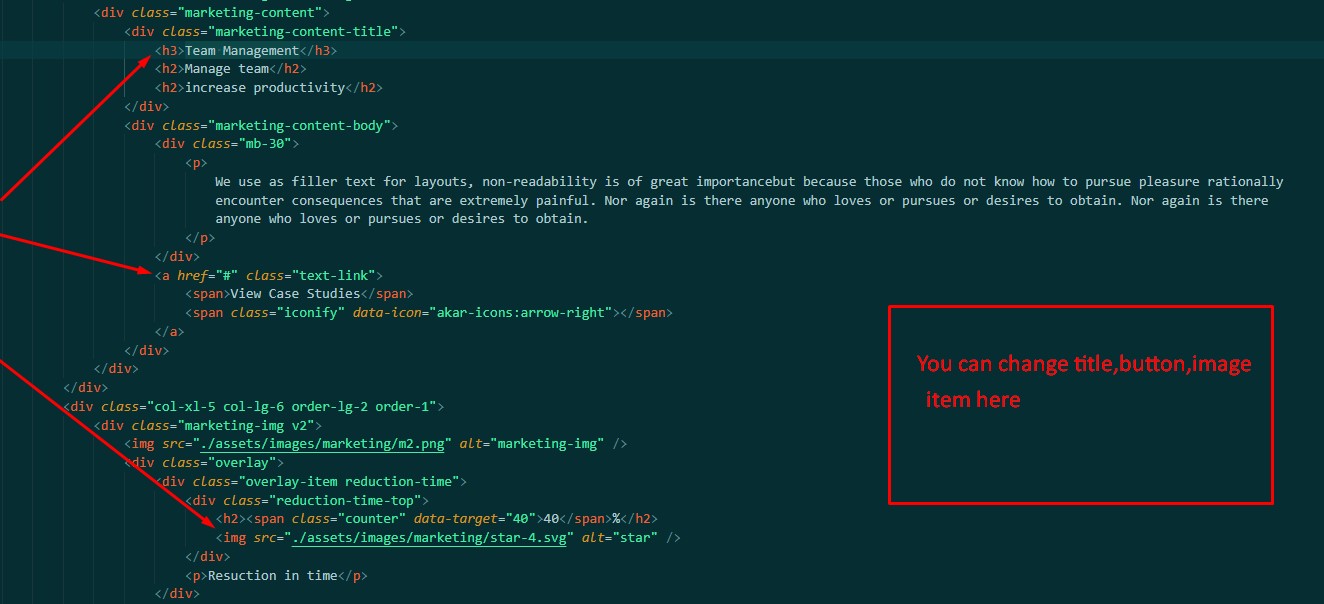 <div class="marketing-content">
<div class="marketing-content-title">
<h3>Team Management</h3>
<h2>Manage team</h2>
<h2>increase productivity</h2>
</div>
<div class="marketing-content-body">
<div class="mb-30">
<p>
We use as filler text for layouts, non-readability is of great importancebut because those who do not know how to pursue pleasure rationally
encounter consequences that are extremely painful. Nor again is there anyone who loves or pursues or desires to obtain. Nor again is there
anyone who loves or pursues or desires to obtain.
</p>
</div>
<a href="#" class="text-link">
<span>View Case Studies</span>
<span class="iconify" data-icon="akar-icons:arrow-right"></span>
</a>
</div>
</div>
</div>
<div class="col-xl-5 col-lg-6 order-lg-2 order-1">
<div class="marketing-img v2">
<img src="./assets/images/marketing/m2.png" alt="marketing-img" />
<div class="overlay">
<div class="overlay-item reduction-time">
<div class="reduction-time-top">
<h2><span class="counter" data-target="40">40</span>%</h2>
<img src="./assets/images/marketing/star-4.svg" alt="star" />
</div>
<p>Resuction in time</p>
</div>
You can change title,button,image
item here